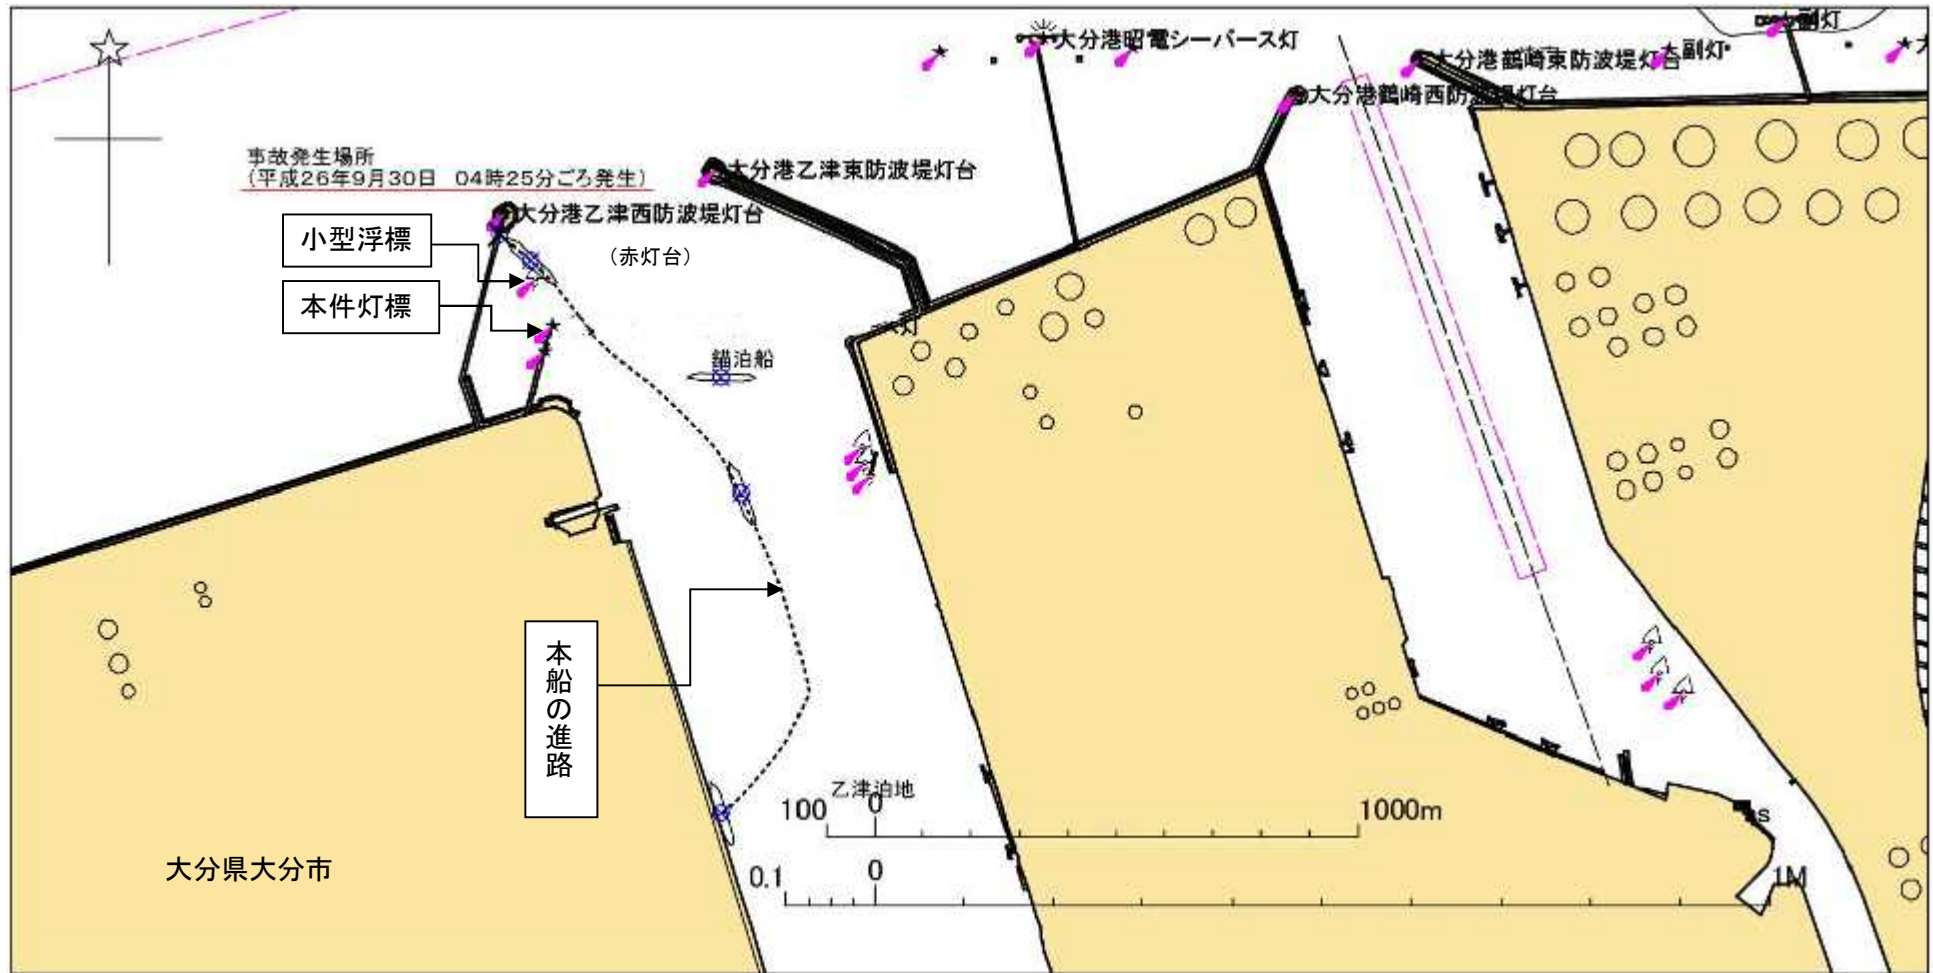 副灯
大分港昭電シーバース灯
大分港鶴崎東防波堤灯台
副灯
大
大分港鶴崎西防波堤灯台
事故発生場所
(平成26年9月30日 04時25分ごろ発生)
大分港乙津東防波堤灯台
大分港乙津西防波堤灯台
小型浮標
(赤灯台)
本件灯標
灯
錨泊船
本船の進路
乙津泊地
100 0 1000m
S
大分県大分市
0.1 0 1M